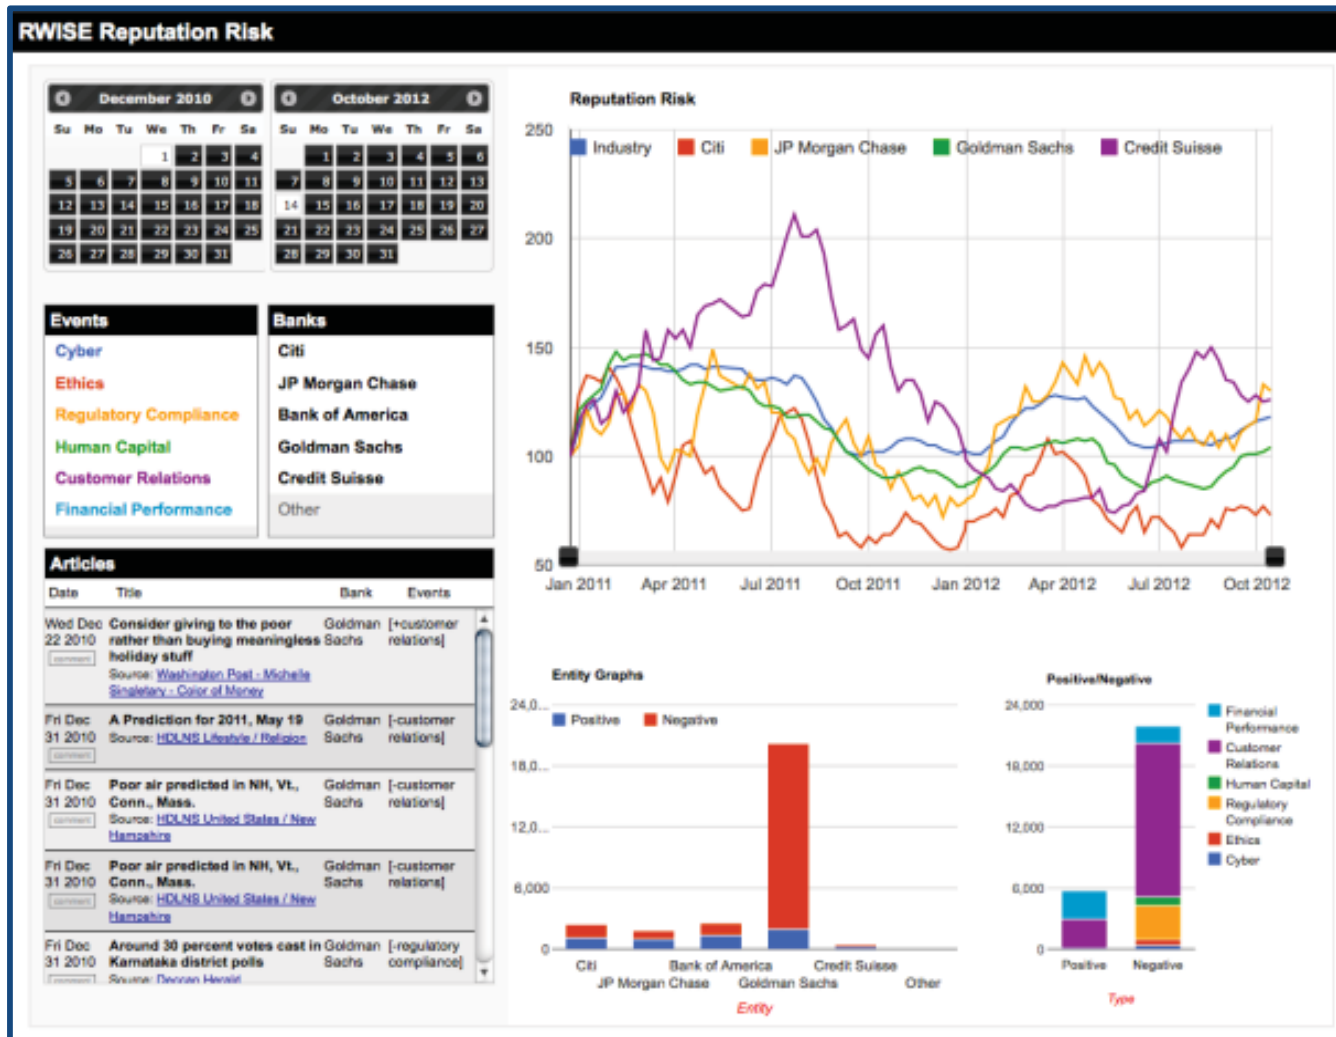 RWISE Reputation Risk
December 2010
Su Mo Tu We Th Fr Sa
1 2 3 4
5 6 7 8 9 10 11
12 13 14 15 16 17 18
19 20 21 22 23 24 25
26 27 28 29 30 31
October 2012
Su Mo Tu We Th Fr Sa
1 2 3 4 5 6
7 8 9 10 11 12 13
14 15 16 17 18 19 20
21 22 23 24 25 26 27
28 29 30 31
Events
Cyber
Ethics
Regulatory Compliance
Human Capital
Customer Relations
Financial Performance
Banks
Citi
JP Morgan Chase
Bank of America
Goldman Sachs
Credit Suisse
Other
Articles
Date Title Bank Events
Wed Dec Consider giving to the poor Goldman [+customer
22 2010 rather than buying meaningless Sachs relations]
comment holiday stuff
Source: Washington Post - Michelle
Singletary - Color of Money
Fri Dec A Prediction for 2011, May 19 Goldman [-customer
31 2010 Source: HDLNS Lifestyle / Religion Sachs relations]
comment
Fri Dec Poor air predicted in NH, Vt., Goldman [-customer
31 2010 Conn., Mass. Sachs relations]
comment Source: HDLNS United States / New
Hampshire
Fri Dec Poor air predicted in NH, Vt., Goldman [-customer
31 2010 Conn., Mass. Sachs relations]
comment Source: HDLNS United States / New
Hampshire
Fri Dec Around 30 percent votes cast in Goldman [-regulatory
31 2010 Karnataka district polls Sachs compliance]
comment Source: Deccan Herald
Reputation Risk
Industry Citi JP Morgan Chase Goldman Sachs Credit Suisse
250
200
150
100
50
Jan 2011 Apr 2011 Jul 2011 Oct 2011 Jan 2012 Apr 2012 Jul 2012 Oct 2012
Entity Graphs
Positive Negative
24,0...
18,0...
12,0...
6,000
0
Citi Bank of America Credit Suisse
JP Morgan Chase Goldman Sachs Other
Entity
Positive/Negative
24,000
18,000
12,000
6,000
0
Positive Negative
Type
Financial
Performance
Customer
Relations
Human Capital
Regulatory
Compliance
Ethics
Cyber